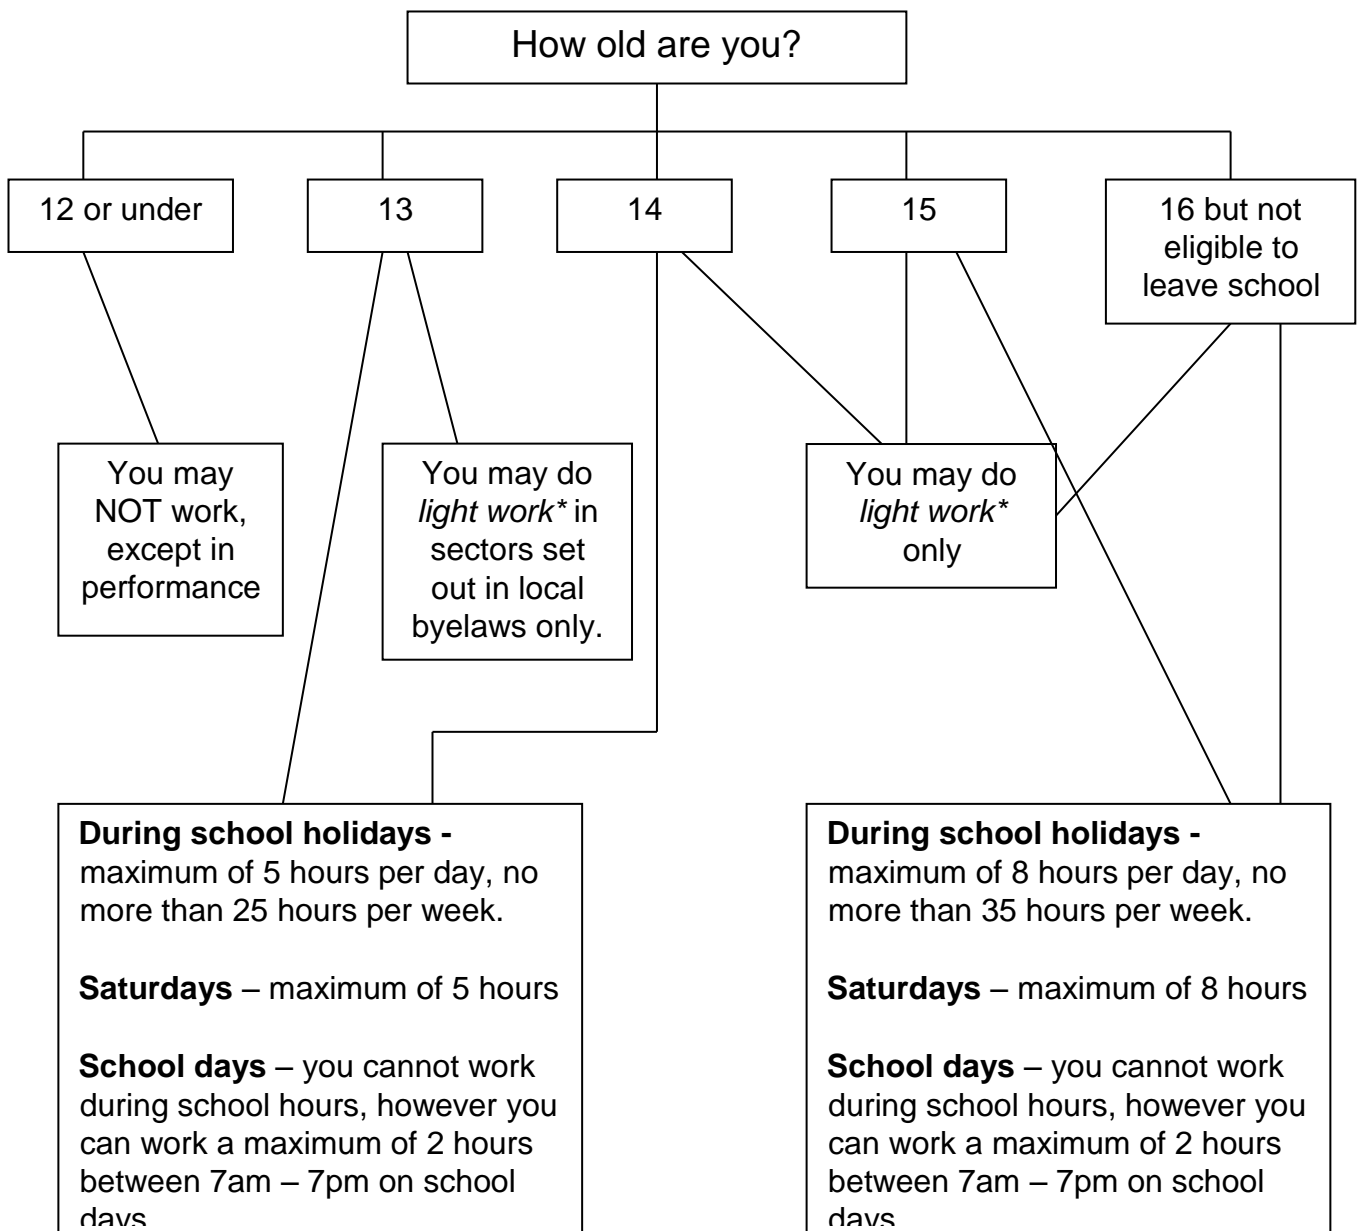 How old are you?
12 or under
13
14
15
16 but not
eligible to
leave school
You may
NOT work,
except in
performance
You may do
light work* in
sectors set
out in local
byelaws only.
You may do
light work*
only
During school holidays -
maximum of 5 hours per day, no
more than 25 hours per week.
Saturdays – maximum of 5 hours
School days – you cannot work
during school hours, however you
can work a maximum of 2 hours
between 7am – 7pm on school
days
During school holidays -
maximum of 8 hours per day, no
more than 35 hours per week.
Saturdays – maximum of 8 hours
School days – you cannot work
during school hours, however you
can work a maximum of 2 hours
between 7am – 7pm on school
days